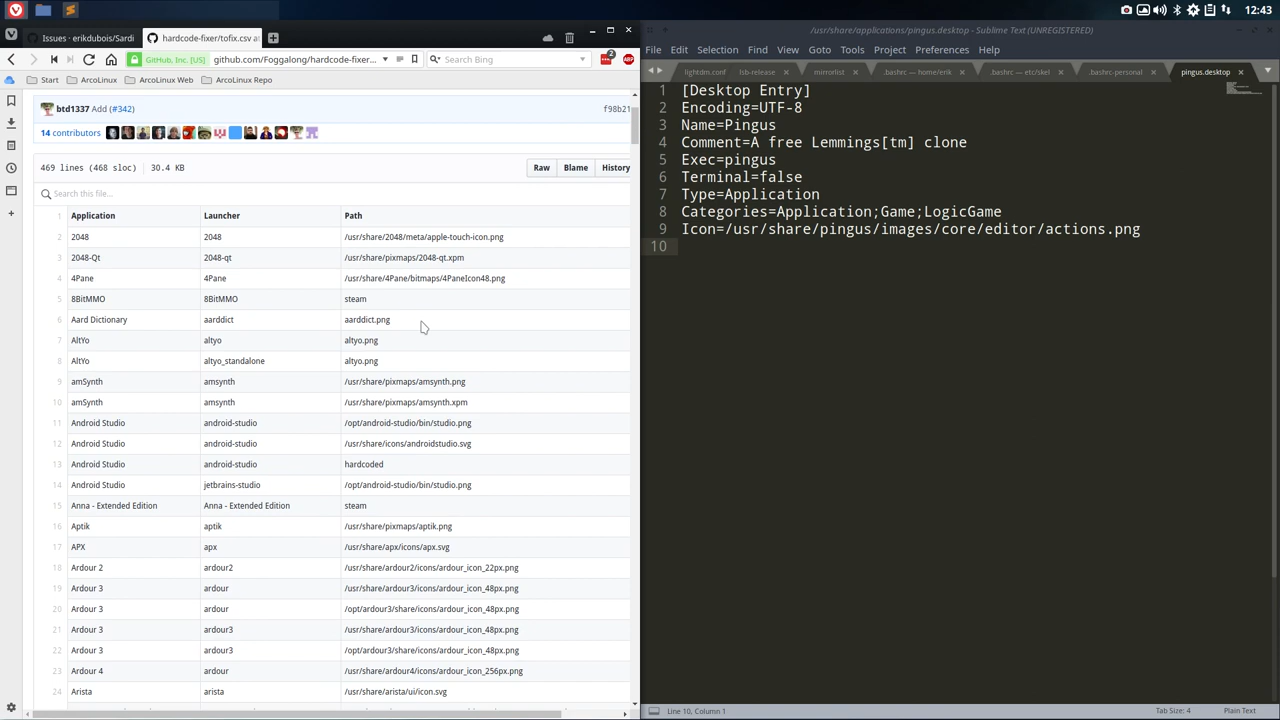 12:43
Issues · erikdubois/Sardi
hardcode-fixer/tofix.csv at
/usr/share/applications/pingus.desktop - Sublime Text (UNREGISTERED)
GitHub, Inc. [US]
github.com/Foggalong/hardcode-fixer...
Search Bing
2
ABP
File Edit Selection Find View Goto Tools Project Preferences Help
Start ArcoLinux ArcoLinux Web ArcoLinux Repo
lightdm.conf lsb-release mirrorlist .bashrc — home/erik .bashrc — etc/skel .bashrc-personal pingus.desktop
btd1337 Add (#342)
f98b21
14 contributors
469 lines (468 sloc) 30.4 KB
Raw Blame History
Search this file...
1 Application Launcher Path
2 2048 2048 /usr/share/2048/meta/apple-touch-icon.png
3 2048-Qt 2048-qt /usr/share/pixmaps/2048-qt.xpm
4 4Pane 4Pane /usr/share/4Pane/bitmaps/4PaneIcon48.png
5 8BitMMO 8BitMMO steam
6 Aard Dictionary aarddict aarddict.png
7 AltYo altyo altyo.png
8 AltYo altyo_standalone altyo.png
9 amSynth amsynth /usr/share/pixmaps/amsynth.png
10 amSynth amsynth /usr/share/pixmaps/amsynth.xpm
11 Android Studio android-studio /opt/android-studio/bin/studio.png
12 Android Studio android-studio /usr/share/icons/androidstudio.svg
13 Android Studio android-studio hardcoded
14 Android Studio jetbrains-studio /opt/android-studio/bin/studio.png
15 Anna - Extended Edition Anna - Extended Edition steam
16 Aptik aptik /usr/share/pixmaps/aptik.png
17 APX apx /usr/share/apx/icons/apx.svg
18 Ardour 2 ardour2 /usr/share/ardour2/icons/ardour_icon_22px.png
19 Ardour 3 ardour /usr/share/ardour3/icons/ardour_icon_48px.png
20 Ardour 3 ardour /opt/ardour3/share/icons/ardour_icon_48px.png
21 Ardour 3 ardour3 /usr/share/ardour3/icons/ardour_icon_48px.png
22 Ardour 3 ardour3 /opt/ardour3/share/icons/ardour_icon_48px.png
23 Ardour 4 ardour /usr/share/ardour4/icons/ardour_icon_256px.png
24 Arista arista /usr/share/arista/ui/icon.svg
1 [Desktop Entry]
2 Encoding=UTF-8
3 Name=Pingus
4 Comment=A free Lemmings[tm] clone
5 Exec=pingus
6 Terminal=false
7 Type=Application
8 Categories=Application;Game;LogicGame
9 Icon=/usr/share/pingus/images/core/editor/actions.png
10
Line 10, Column 1
Tab Size: 4
Plain Text